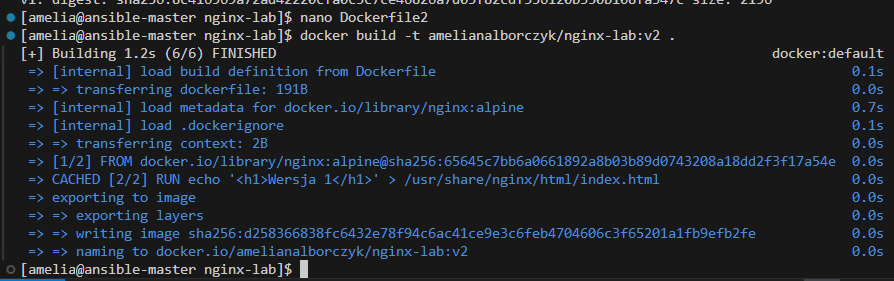 [amelia@ansible-master nginx-lab]$ nano Dockerfile2
[amelia@ansible-master nginx-lab]$ docker build -t amelianalborczyk/nginx-lab:v2 .
[+] Building 1.2s (6/6) FINISHED docker:default
=> [internal] load build definition from Dockerfile 0.1s
=> => transferring dockerfile: 191B 0.0s
=> [internal] load metadata for docker.io/library/nginx:alpine 0.7s
=> [internal] load .dockerignore 0.1s
=> => transferring context: 2B 0.0s
=> [1/2] FROM docker.io/library/nginx:alpine@sha256:65645c7bb6a0661892a8b03b89d0743208a18dd2f3f17a54e 0.0s
=> CACHED [2/2] RUN echo '<h1>Wersja 1</h1>' > /usr/share/nginx/html/index.html 0.0s
=> exporting to image 0.0s
=> => exporting layers 0.0s
=> => writing image sha256:d258366838fc6432e78f94c6ac41ce9e3c6feb4704606c3f65201a1fb9efb2fe 0.0s
=> => naming to docker.io/amelianalborczyk/nginx-lab:v2 0.0s
[amelia@ansible-master nginx-lab]$